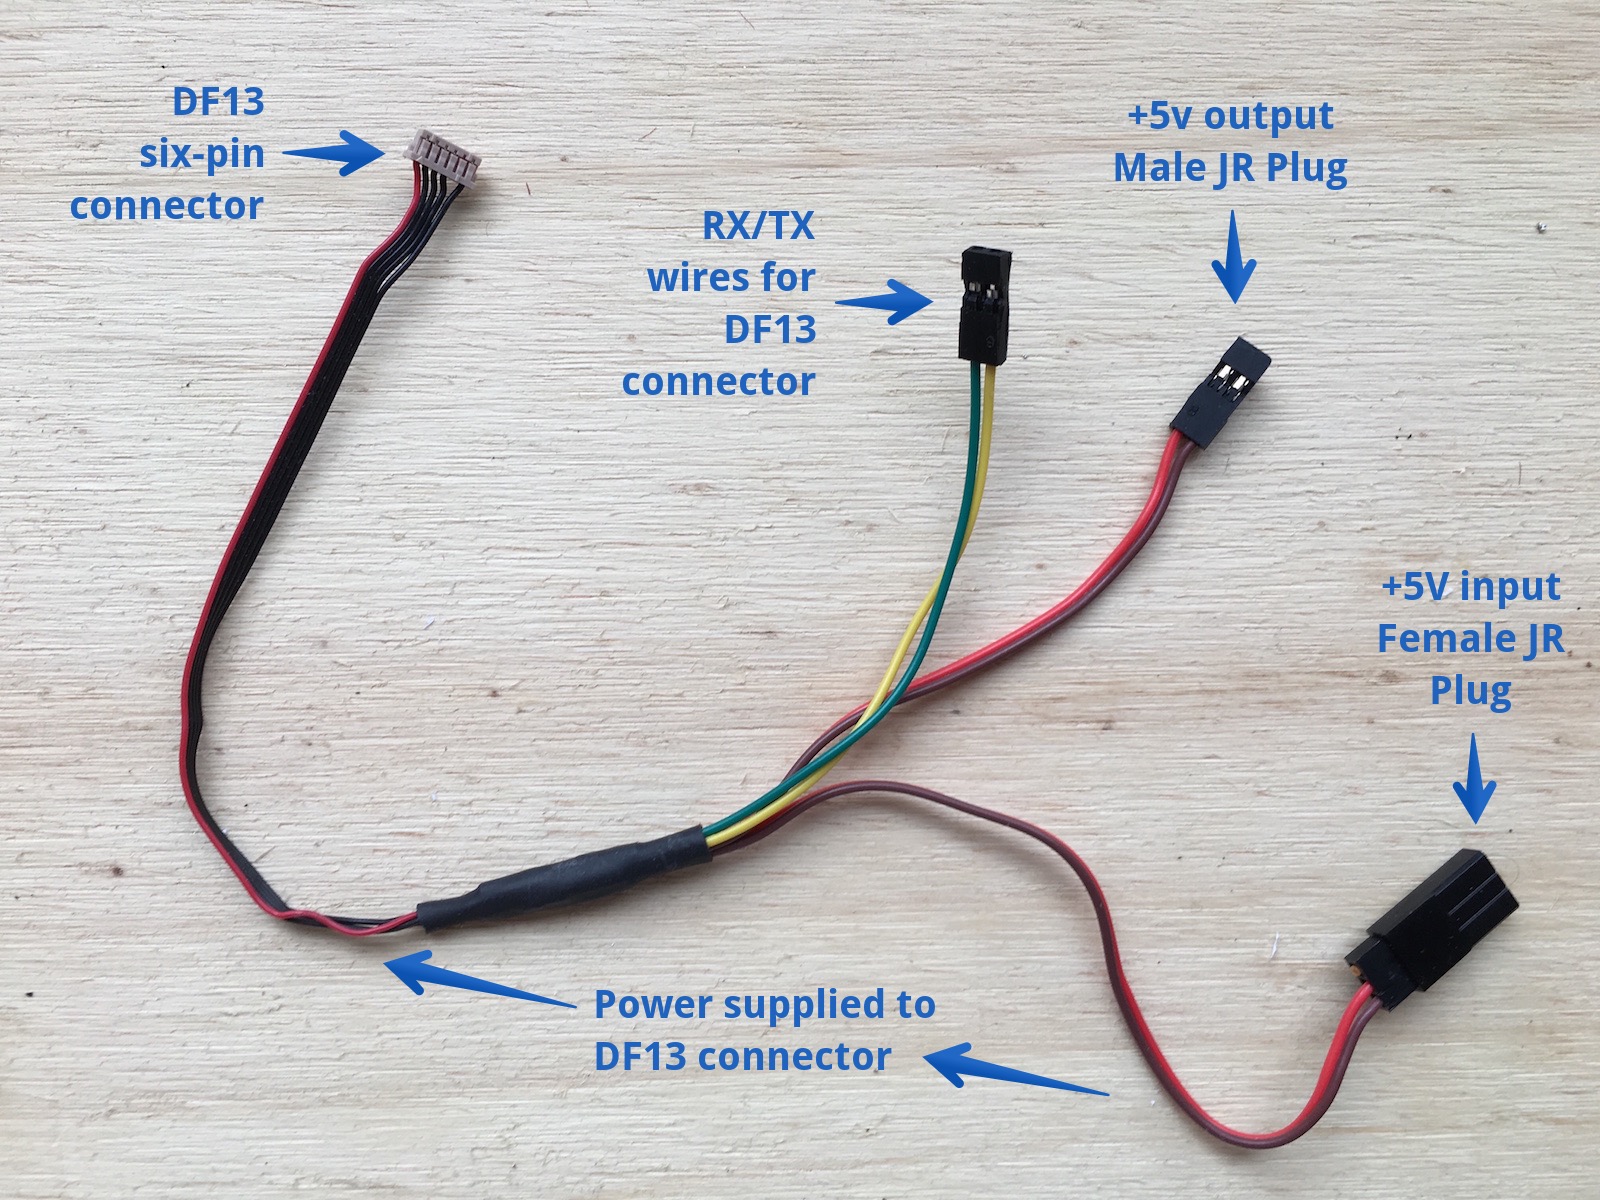 DF13
six-pin
connector
RX/TX
wires for
DF13
connector
+5v output
Male JR Plug
+5V input
Female JR
Plug
Power supplied to
DF13 connector